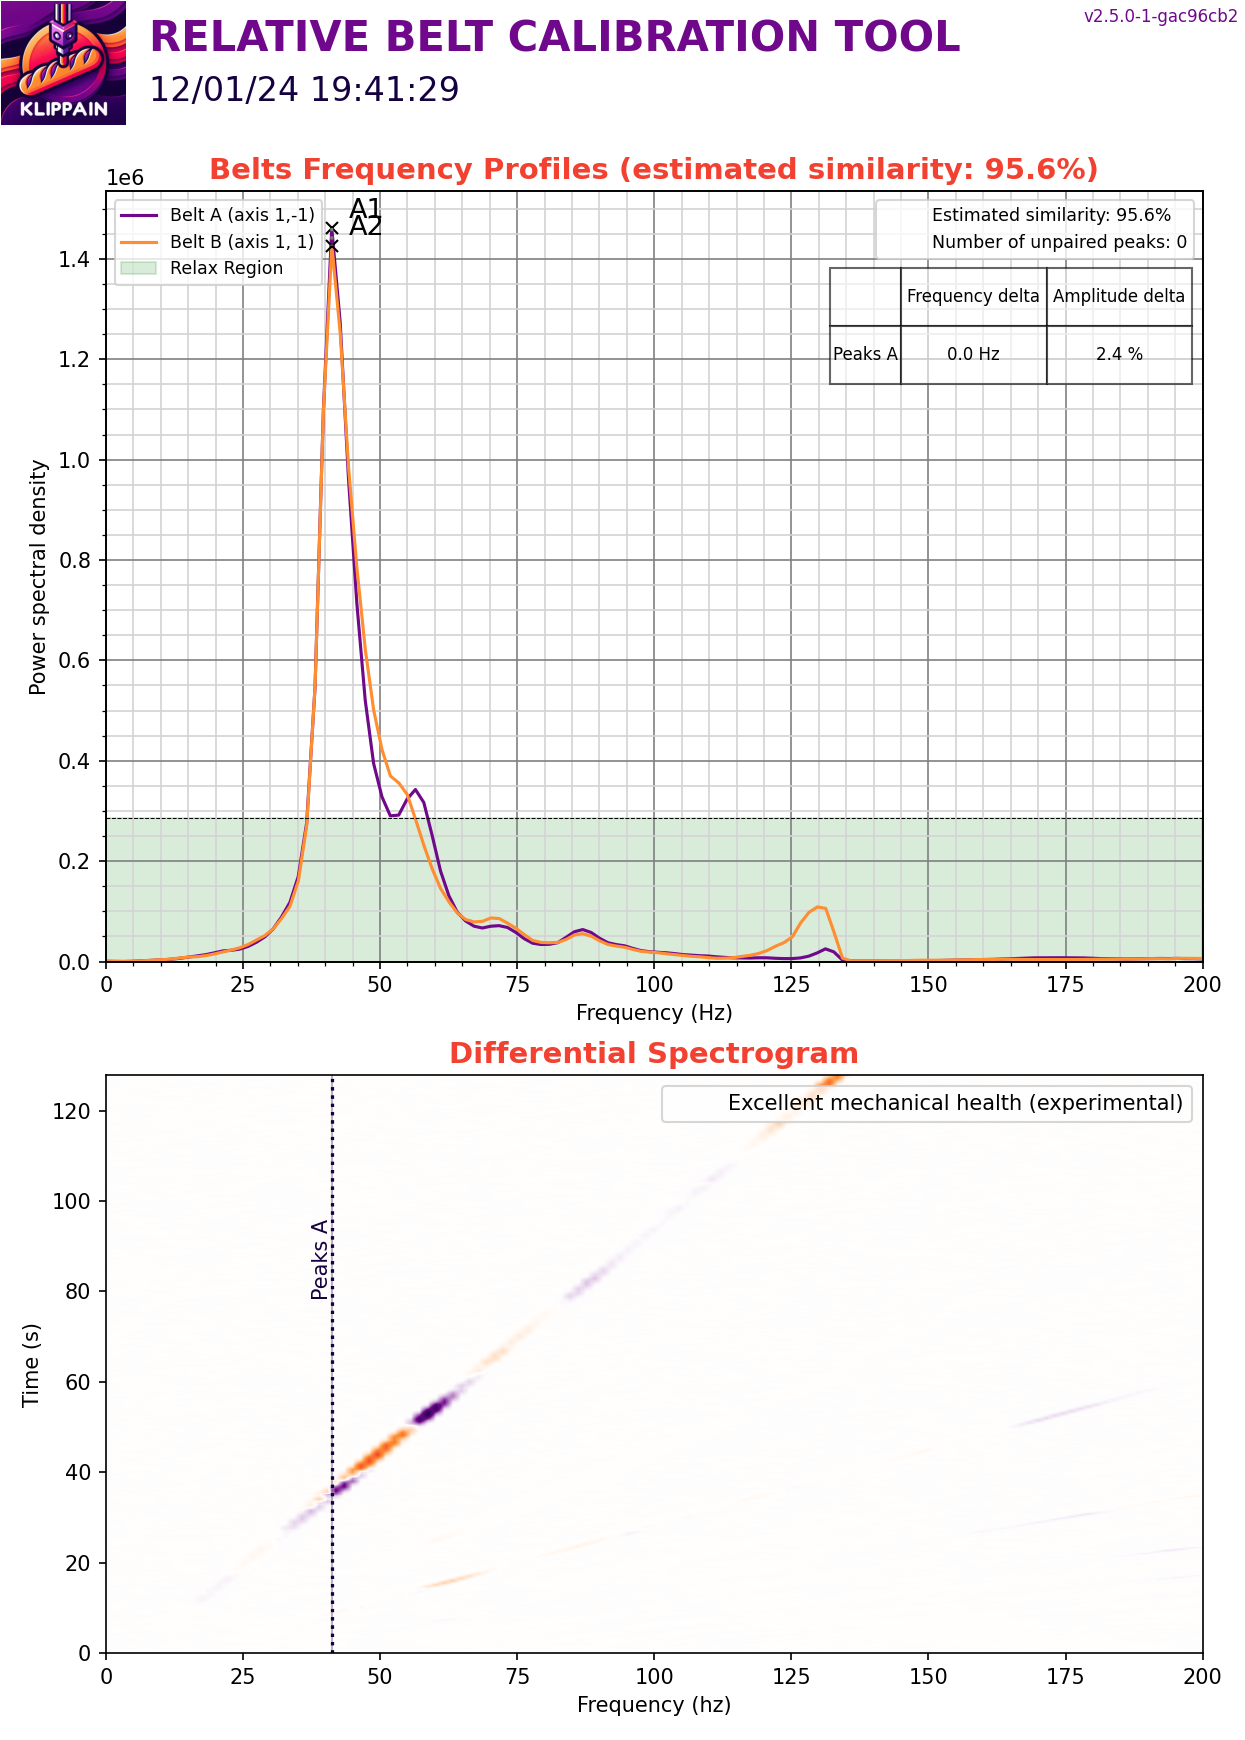 KLIPPAIN
RELATIVE BELT CALIBRATION TOOL
v2.5.0-1-gac96cb2
12/01/24 19:41:29
Belts Frequency Profiles (estimated similarity: 95.6%)
1e6
Belt A (axis 1,-1)
Belt B (axis 1, 1)
Relax Region
A1
A2
Estimated similarity: 95.6%
Number of unpaired peaks: 0
Frequency delta Amplitude delta
Peaks A 0.0 Hz 2.4 %
Power spectral density
1.4
1.2
1.0
0.8
0.6
0.4
0.2
0.0
0 25 50 75 100 125 150 175 200
Frequency (Hz)
Differential Spectrogram
Excellent mechanical health (experimental)
Peaks A
Time (s)
120
100
80
60
40
20
0
0 25 50 75 100 125 150 175 200
Frequency (hz)